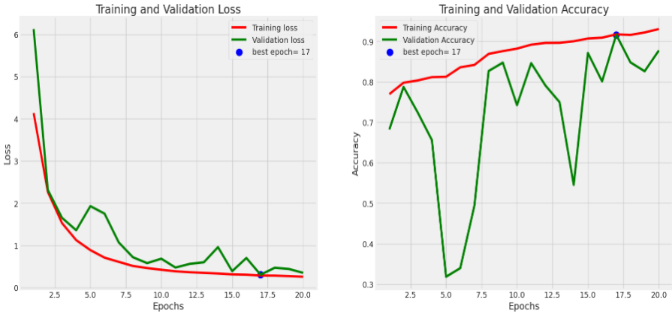 Training and Validation Loss
Training loss
Validation loss
best epoch= 17
Loss
6
5
4
3
2
1
0
2.5 5.0 7.5 10.0 12.5 15.0 17.5 20.0
Epochs
Training and Validation Accuracy
Training Accuracy
Validation Accuracy
best epoch= 17
Accuracy
0.9
0.8
0.7
0.6
0.5
0.4
0.3
2.5 5.0 7.5 10.0 12.5 15.0 17.5 20.0
Epochs